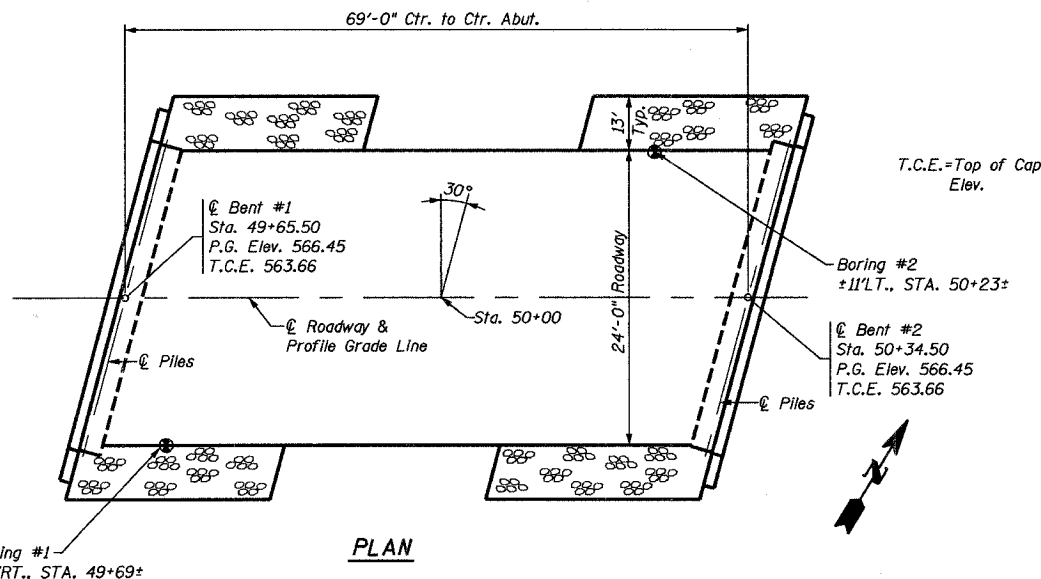 69'-0" Ctr. to Ctr. Abut.
13'
Typ.
30°
T.C.E.=Top of Cap
Elev.
℄ Bent #1
Sta. 49+65.50
P.G. Elev. 566.45
T.C.E. 563.66
24'-0" Roadway
Boring #2
±11'LT., STA. 50+23±
Sta. 50+00
℄ Roadway &
Profile Grade Line
℄ Bent #2
Sta. 50+34.50
P.G. Elev. 566.45
T.C.E. 563.66
℄ Piles
℄ Piles
N
ing #1
'RT., STA. 49+69±
PLAN